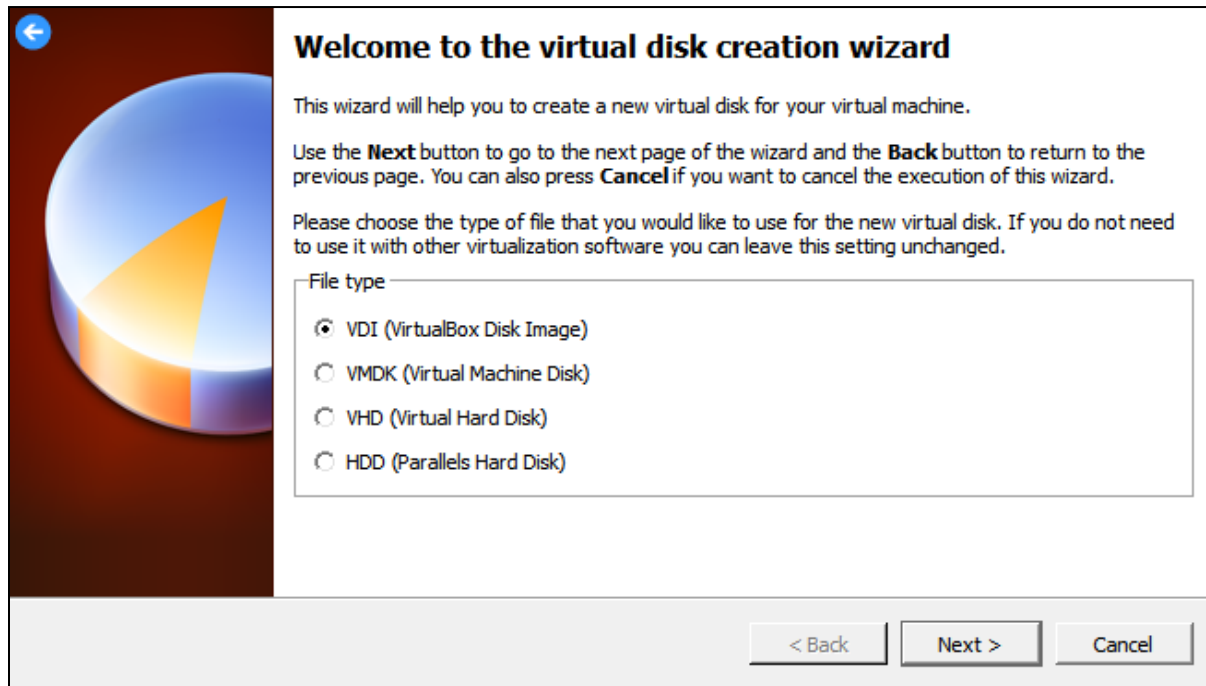 Welcome to the virtual disk creation wizard
This wizard will help you to create a new virtual disk for your virtual machine.
Use the Next button to go to the next page of the wizard and the Back button to return to the
previous page. You can also press Cancel if you want to cancel the execution of this wizard.
Please choose the type of file that you would like to use for the new virtual disk. If you do not need
to use it with other virtualization software you can leave this setting unchanged.
File type
VDI (VirtualBox Disk Image)
VMDK (Virtual Machine Disk)
VHD (Virtual Hard Disk)
HDD (Parallels Hard Disk)
< Back Next > Cancel